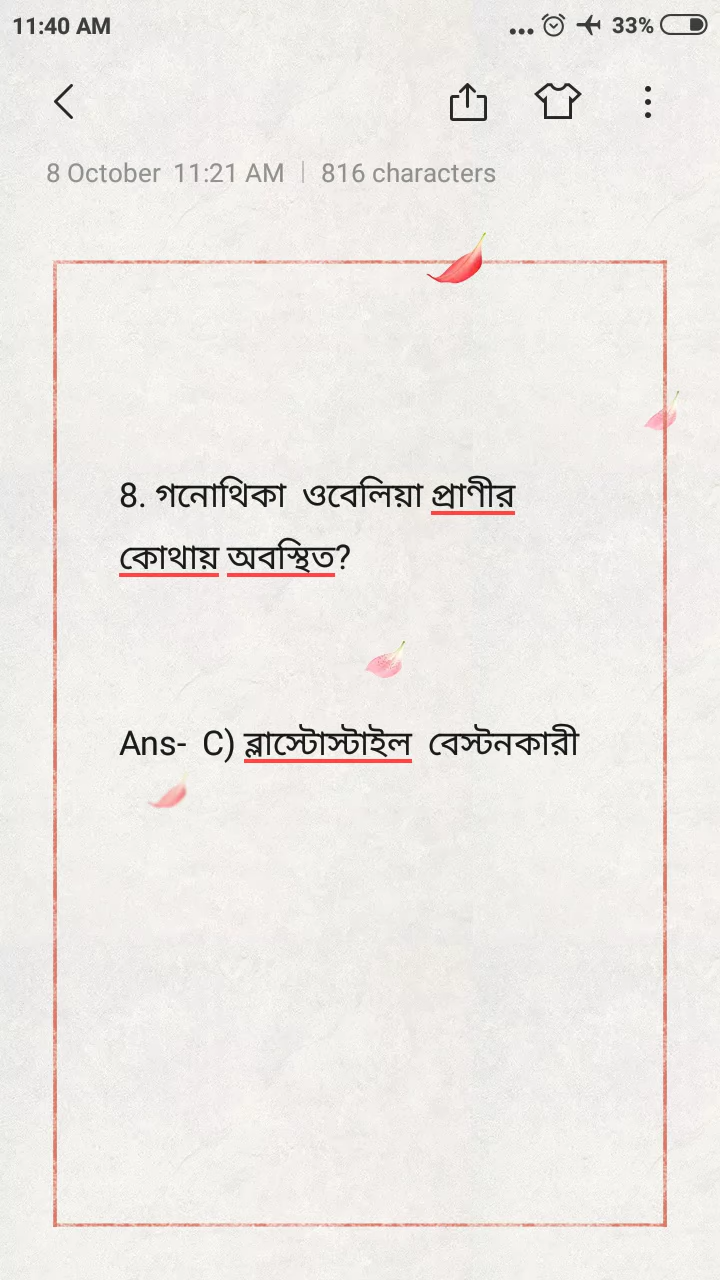 11:40 AM
... 33%
8 October 11:21 AM | 816 characters
8. গনোথিকা ওবেলিয়া প্রাণীর
কোথায় অবস্থিত?
Ans- C) ব্লাস্টোস্টাইল বেস্টনকারী